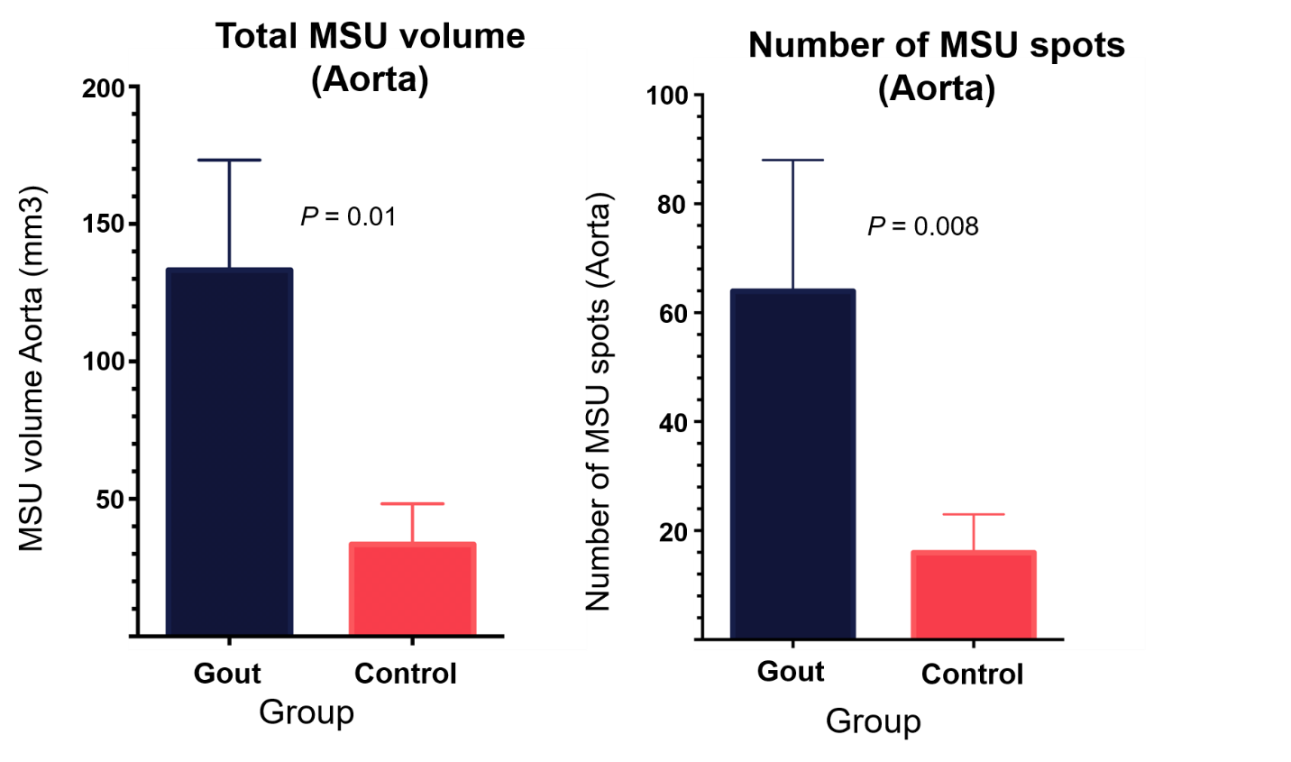 Total MSU volume
(Aorta)
200
150
100
50
MSU volume Aorta (mm3)
P = 0.01
Gout
Control
Group
Number of MSU spots
(Aorta)
100
80
60
40
20
Number of MSU spots (Aorta)
P = 0.008
Gout
Control
Group